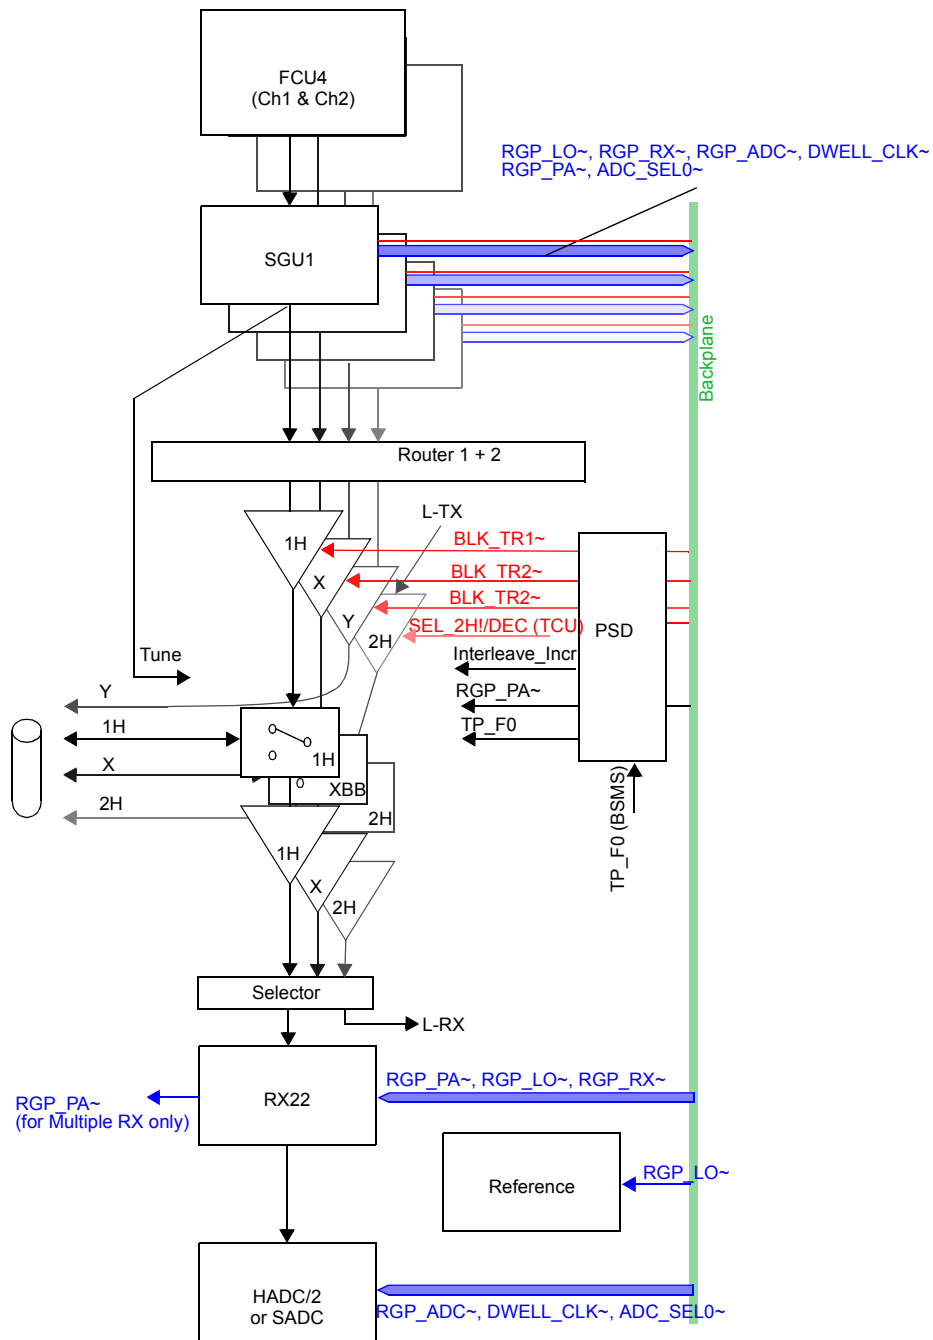 FCU4
(Ch1 & Ch2)
RGP_LO~, RGP_RX~, RGP_ADC~, DWELL_CLK~
RGP_PA~, ADC_SEL0~
SGU1
Backplane
Router 1 + 2
L-TX
1H
BLK_TR1~
X
BLK_TR2~
BLK_TR2~
Y
SEL_2H!/DEC (TCU)
2H
PSD
Tune
Interleave_Incr
Y
RGP_PA~
1H
TP_F0
1H
X
XBB
2H
2H
TP_F0 (BSMS)
1H
X
2H
Selector
L-RX
RGP_PA~, RGP_LO~, RGP_RX~
RX22
RGP_PA~
(for Multiple RX only)
RGP_LO~
Reference
HADC/2
or SADC
RGP_ADC~, DWELL_CLK~, ADC_SEL0~